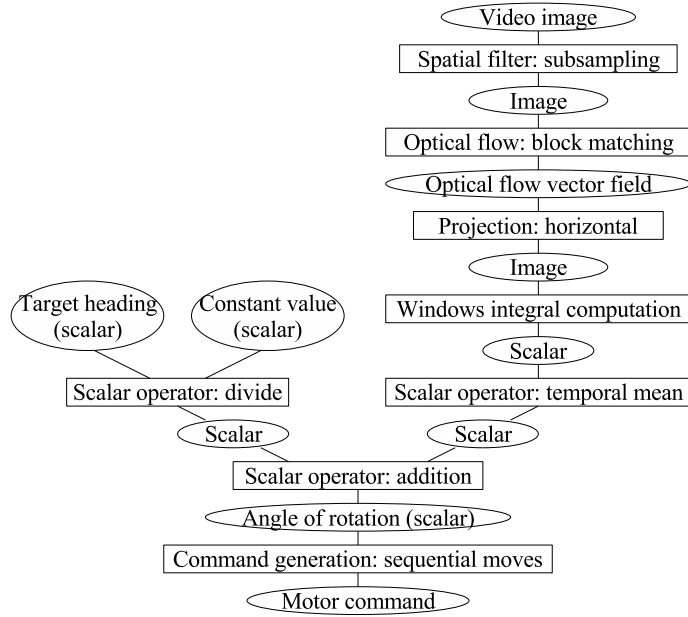 Video image
Spatial filter: subsampling
Image
Optical flow: block matching
Optical flow vector field
Projection: horizontal
Image
Target heading
(scalar)
Constant value
(scalar)
Windows integral computation
Scalar
Scalar operator: divide
Scalar operator: temporal mean
Scalar
Scalar
Scalar operator: addition
Angle of rotation (scalar)
Command generation: sequential moves
Motor command